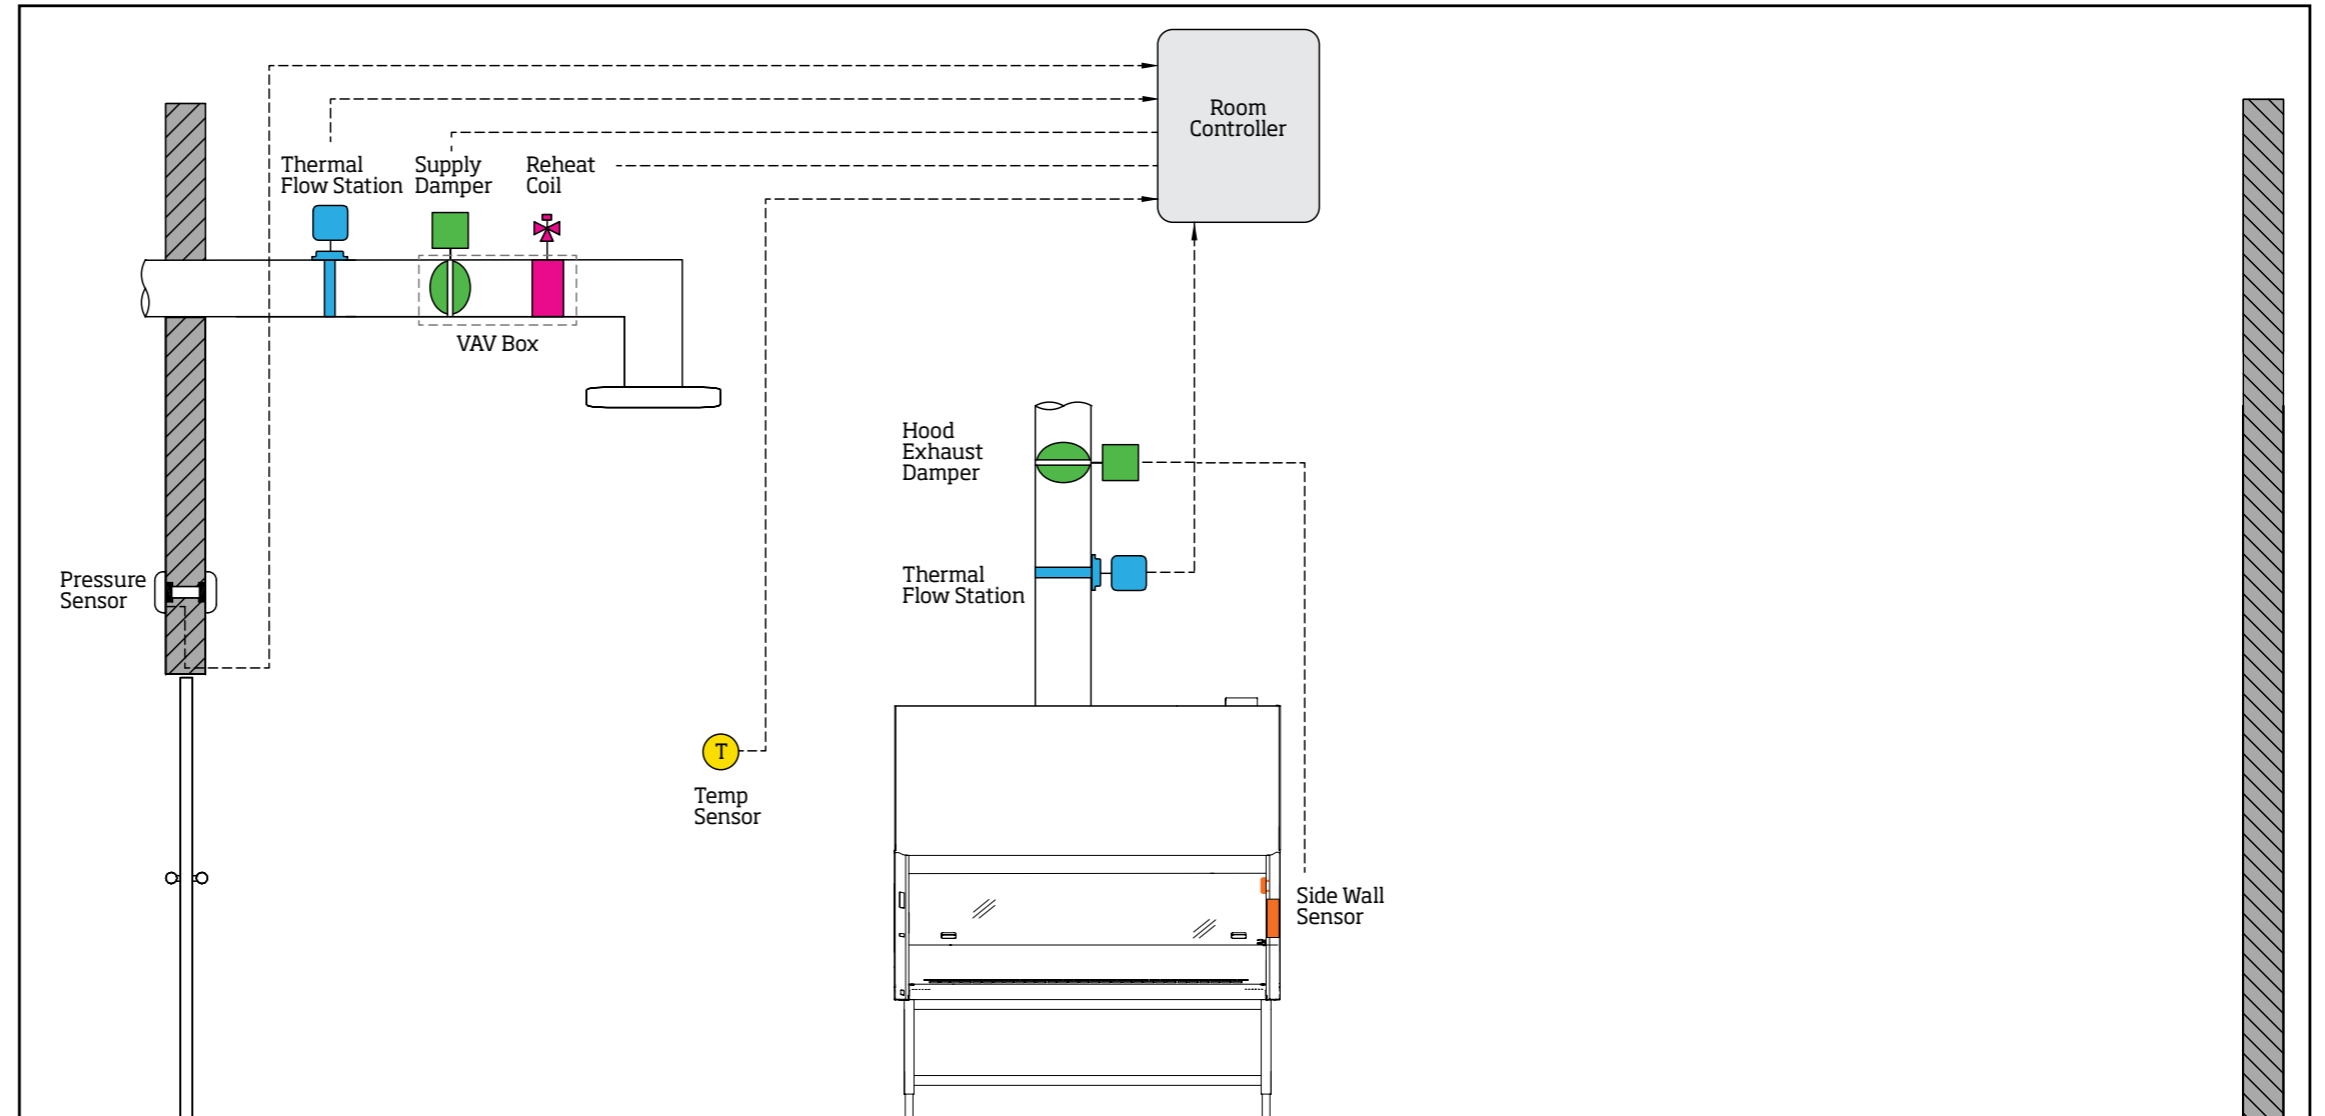 Room
Controller
Thermal
Flow Station
Supply
Damper
Reheat
Coil
VAV Box
Hood
Exhaust
Damper
Pressure
Sensor
Thermal
Flow Station
T
Temp
Sensor
Side Wall
Sensor